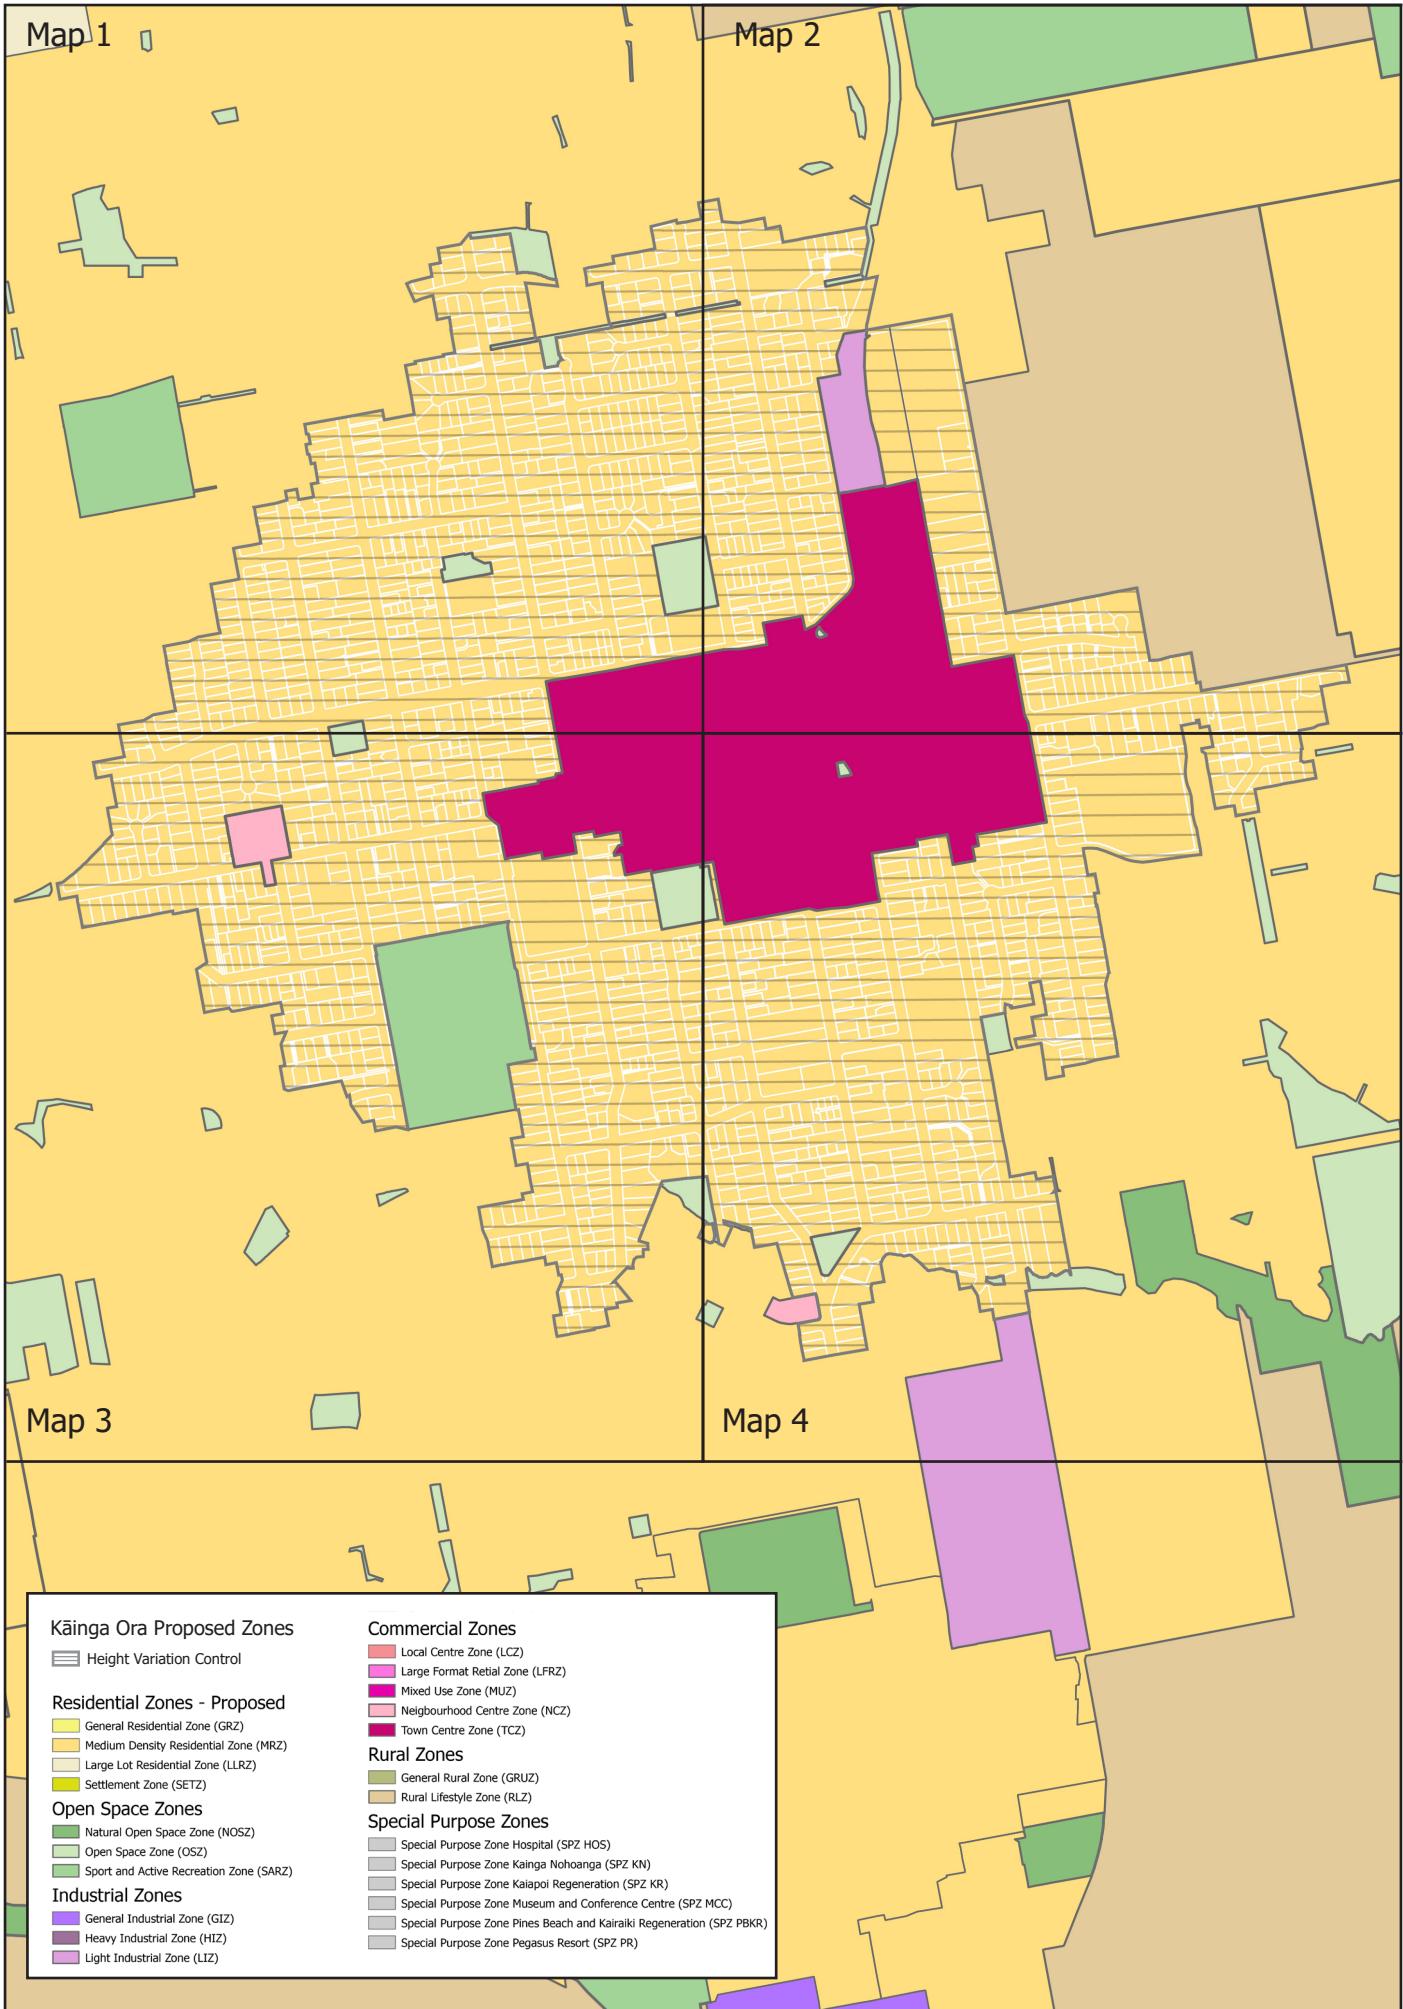 Map 1
Map 2
Map 3
Map 4
Kāinga Ora Proposed Zones
Height Variation Control
Residential Zones - Proposed
General Residential Zone (GRZ)
Medium Density Residential Zone (MRZ)
Large Lot Residential Zone (LLRZ)
Settlement Zone (SETZ)
Open Space Zones
Natural Open Space Zone (NOSZ)
Open Space Zone (OSZ)
Sport and Active Recreation Zone (SARZ)
Industrial Zones
General Industrial Zone (GIZ)
Heavy Industrial Zone (HIZ)
Light Industrial Zone (LIZ)
Commercial Zones
Local Centre Zone (LCZ)
Large Format Retial Zone (LFRZ)
Mixed Use Zone (MUZ)
Neigbourhood Centre Zone (NCZ)
Town Centre Zone (TCZ)
Rural Zones
General Rural Zone (GRUZ)
Rural Lifestyle Zone (RLZ)
Special Purpose Zones
Special Purpose Zone Hospital (SPZ HOS)
Special Purpose Zone Kainga Nohoanga (SPZ KN)
Special Purpose Zone Kaiapoi Regeneration (SPZ KR)
Special Purpose Zone Museum and Conference Centre (SPZ MCC)
Special Purpose Zone Pines Beach and Kairaiki Regeneration (SPZ PBKR)
Special Purpose Zone Pegasus Resort (SPZ PR)